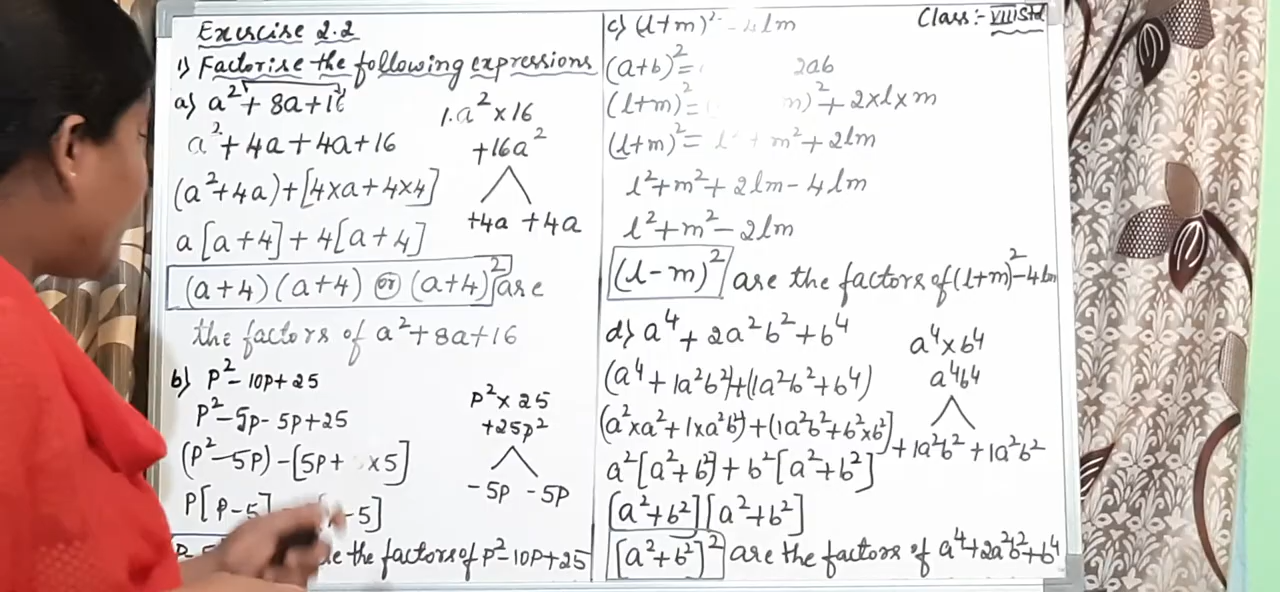 Exercise 2.2
1) Factorise the following expressions
a) a² + 8a + 16
a² + 4a + 4a + 16
(a² + 4a) + [4xa + 4x4]
a [a + 4] + 4 [a + 4]
(a + 4) (a + 4) or (a + 4)² are
the factors of a² + 8a + 16
1.a² x 16
+16a²
+4a +4a
b) P² - 10P + 25
P² - 5P - 5P + 25
(P² - 5P) - [5P + x 5]
P [P - 5] - 5]
the factors of P² - 10P + 25
P² x 25
+25P²
-5P -5P
Class:- VIII Std
c) (l + m)² - 4lm
(a + b)² = 2ab
(l + m)² = m)² + 2 x l x m
(l + m)² = l² + m² + 2lm
l² + m² + 2lm - 4lm
l² + m² - 2lm
(l - m)² are the factors of (l + m)² - 4lm
d) a⁴ + 2a²b² + b⁴
(a⁴ + 1a²b²) + (1a²b² + b⁴)
(a² x a² + 1 x a²b²) + (1a²b² + b² x b²]
a² [a² + b²] + b² [a² + b²]
[a² + b²] [a² + b²]
[a² + b²]² are the factors of a⁴ + 2a²b² + b⁴
a⁴ x b⁴
a⁴b⁴
+ 1a²b² + 1a²b²